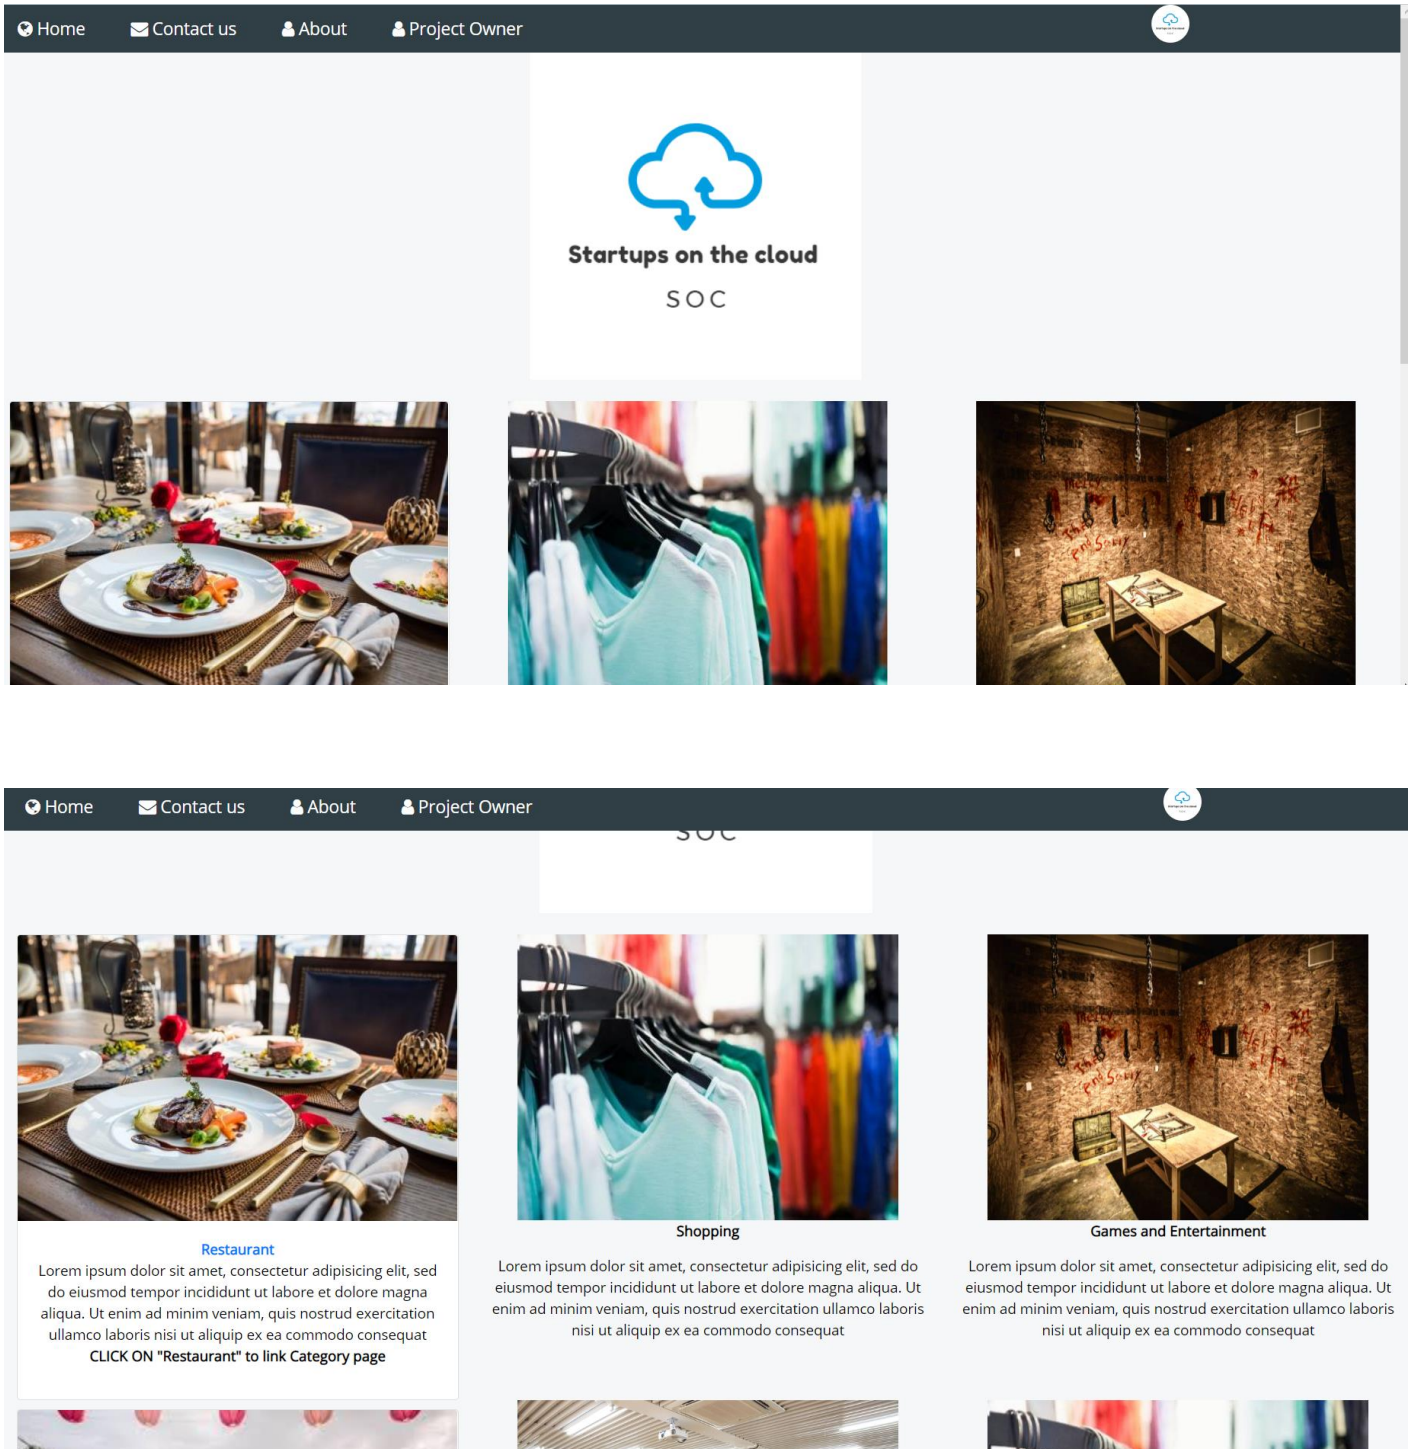 Home Contact us About Project Owner
Startups on the cloud
SOC
Home Contact us About Project Owner
SOC
Restaurant
Lorem ipsum dolor sit amet, consectetur adipisicing elit, sed
do eiusmod tempor incididunt ut labore et dolore magna
aliqua. Ut enim ad minim veniam, quis nostrud exercitation
ullamco laboris nisi ut aliquip ex ea commodo consequat
CLICK ON "Restaurant" to link Category page
Shopping
Lorem ipsum dolor sit amet, consectetur adipisicing elit, sed do
eiusmod tempor incididunt ut labore et dolore magna aliqua. Ut
enim ad minim veniam, quis nostrud exercitation ullamco laboris
nisi ut aliquip ex ea commodo consequat
Games and Entertainment
Lorem ipsum dolor sit amet, consectetur adipisicing elit, sed do
eiusmod tempor incididunt ut labore et dolore magna aliqua. Ut
enim ad minim veniam, quis nostrud exercitation ullamco laboris
nisi ut aliquip ex ea commodo consequat